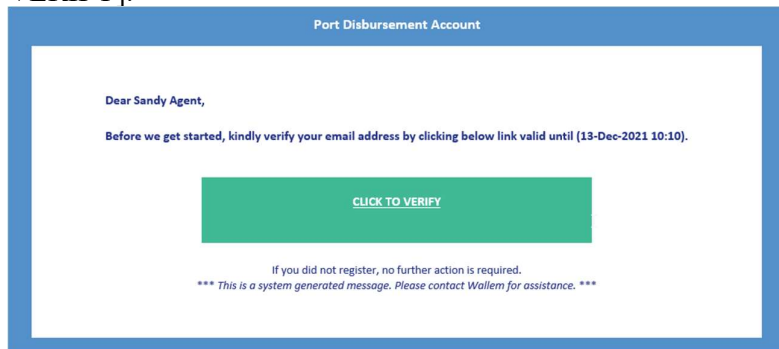 Port Disbursement Account
Dear Sandy Agent,
Before we get started, kindly verify your email address by clicking below link valid until (13-Dec-2021 10:10).
CLICK TO VERIFY
If you did not register, no further action is required.
*** This is a system generated message. Please contact Wallem for assistance. ***